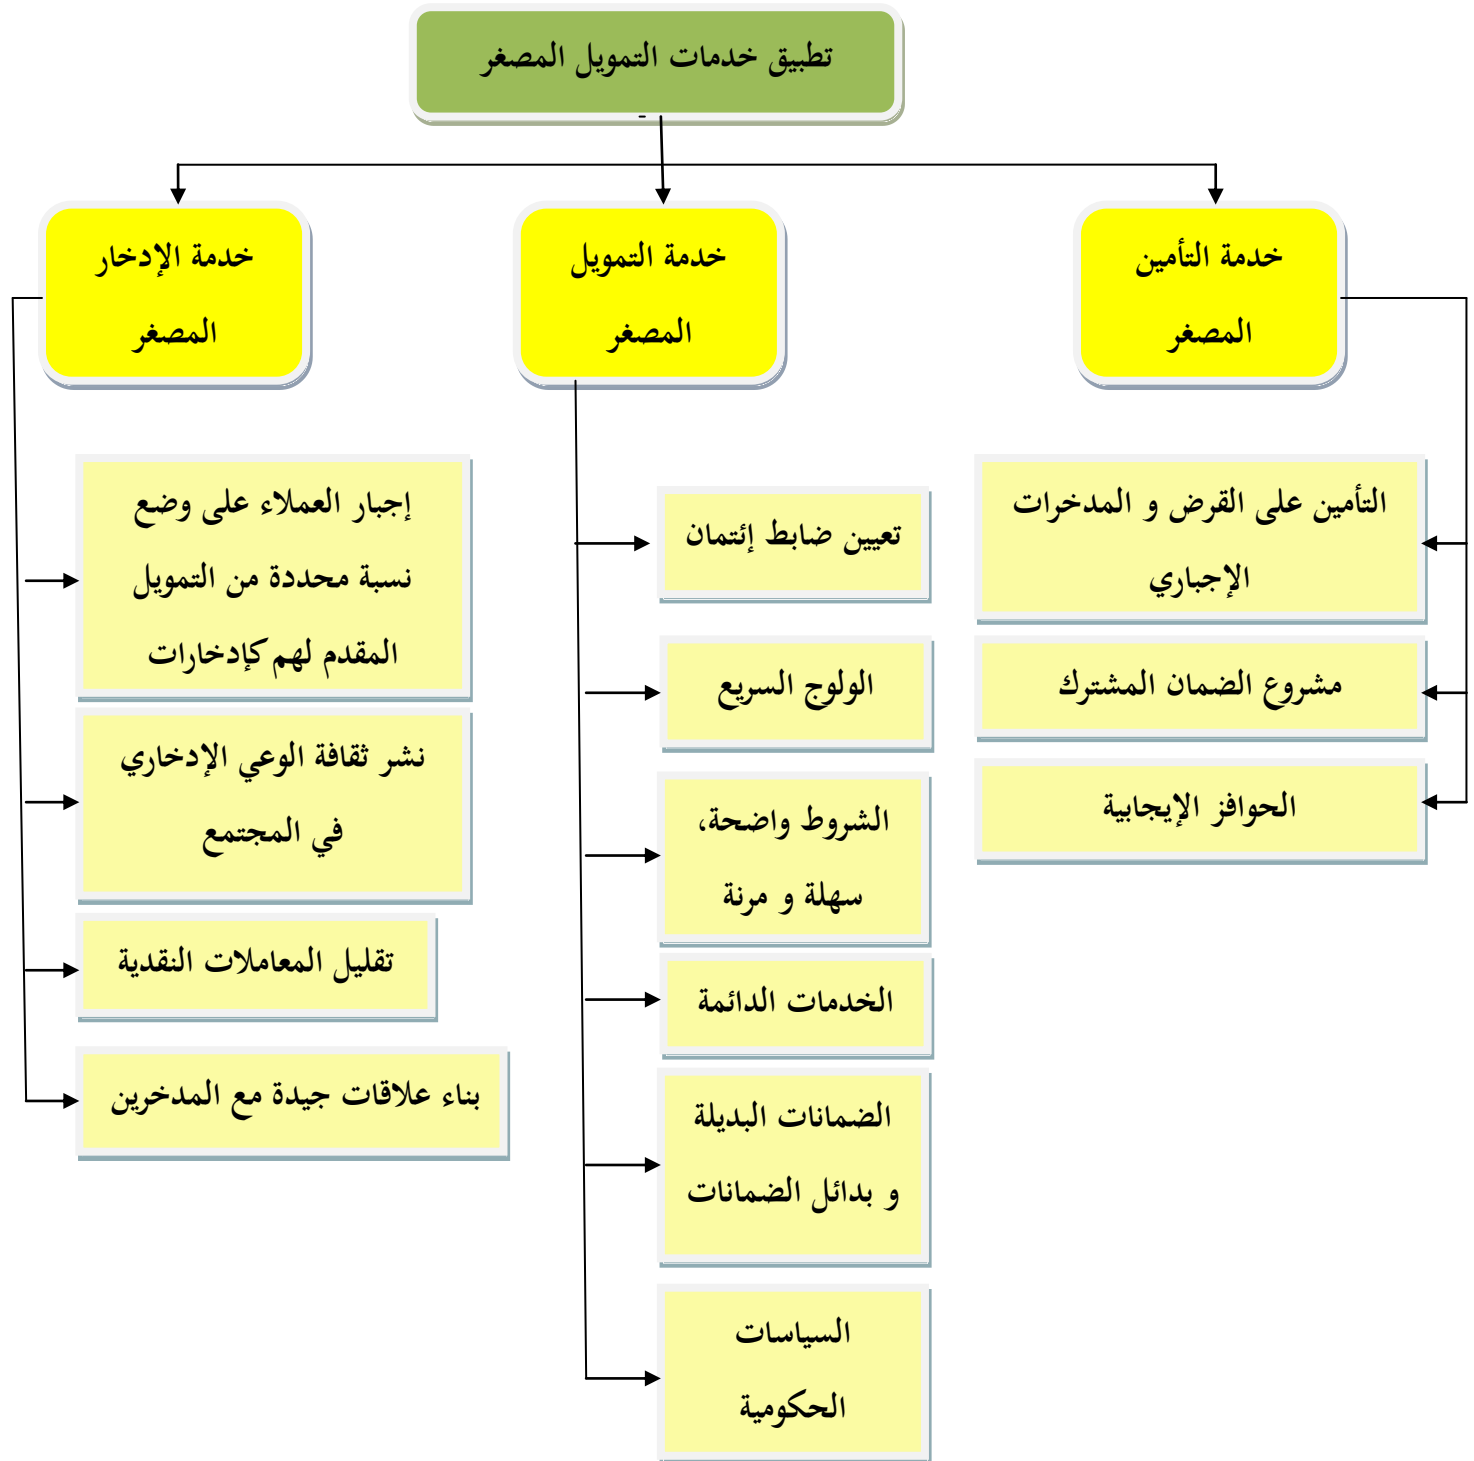 تطبيق خدمات التمويل المصغر
خدمة التأمين
المصغر
التأمين على القرض و المدخرات
الإجباري
مشروع الضمان المشترك
الحوافز الإيجابية
خدمة التمويل
المصغر
تعيين ضابط إئتمان
الولوج السريع
الشروط واضحة،
سهلة و مرنة
الخدمات الدائمة
الضمانات البديلة
و بدائل الضمانات
السياسات
الحكومية
خدمة الإدخار
المصغر
إجبار العملاء على وضع
نسبة محددة من التمويل
المقدم لهم كإدخارات
نشر ثقافة الوعي الإدخاري
في المجتمع
تقليل المعاملات النقدية
بناء علاقات جيدة مع المدخرين